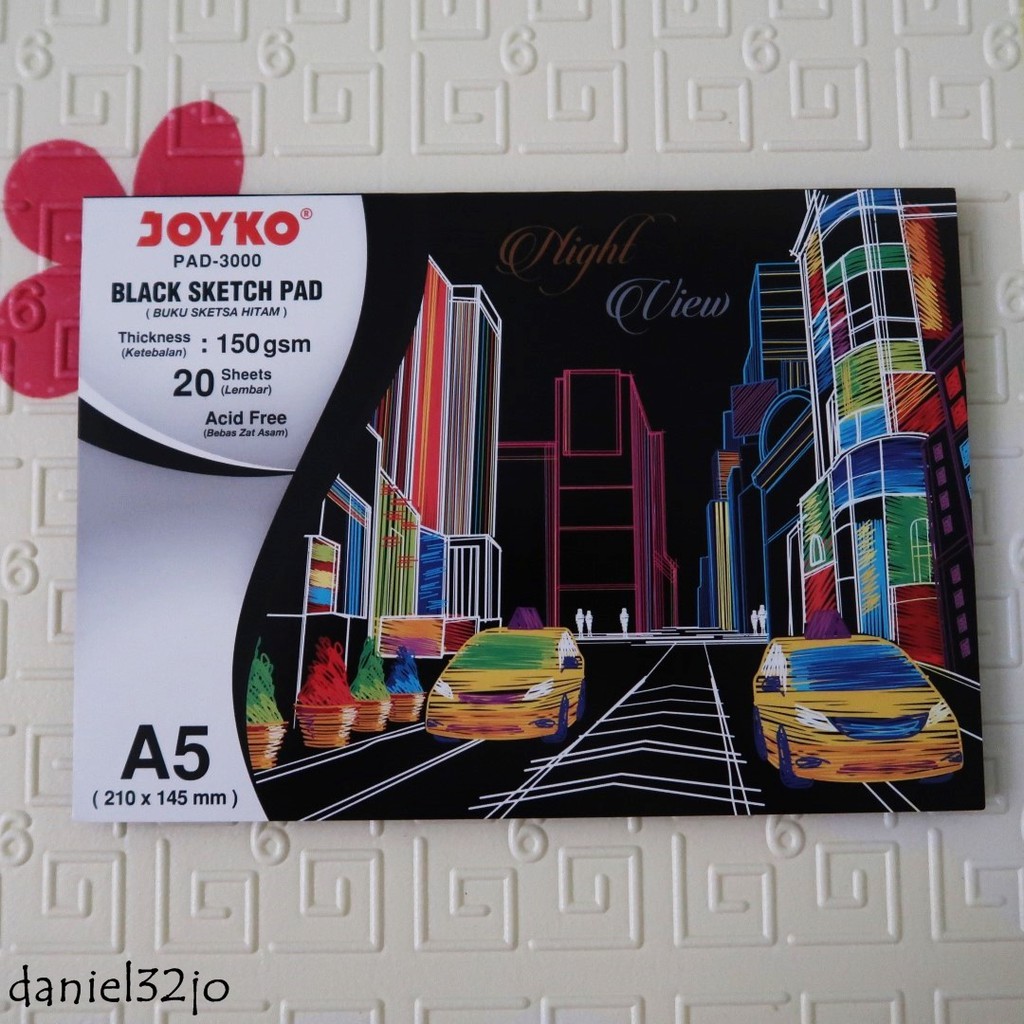 JOYKO®
PAD-3000
BLACK SKETCH PAD
( BUKU SKETSA HITAM )
Thickness : 150 gsm
(Ketebalan)
20 Sheets
(Lembar)
Acid Free
(Bebas Zat Asam)
Night
View
A5
( 210 x 145 mm )
daniel32jo